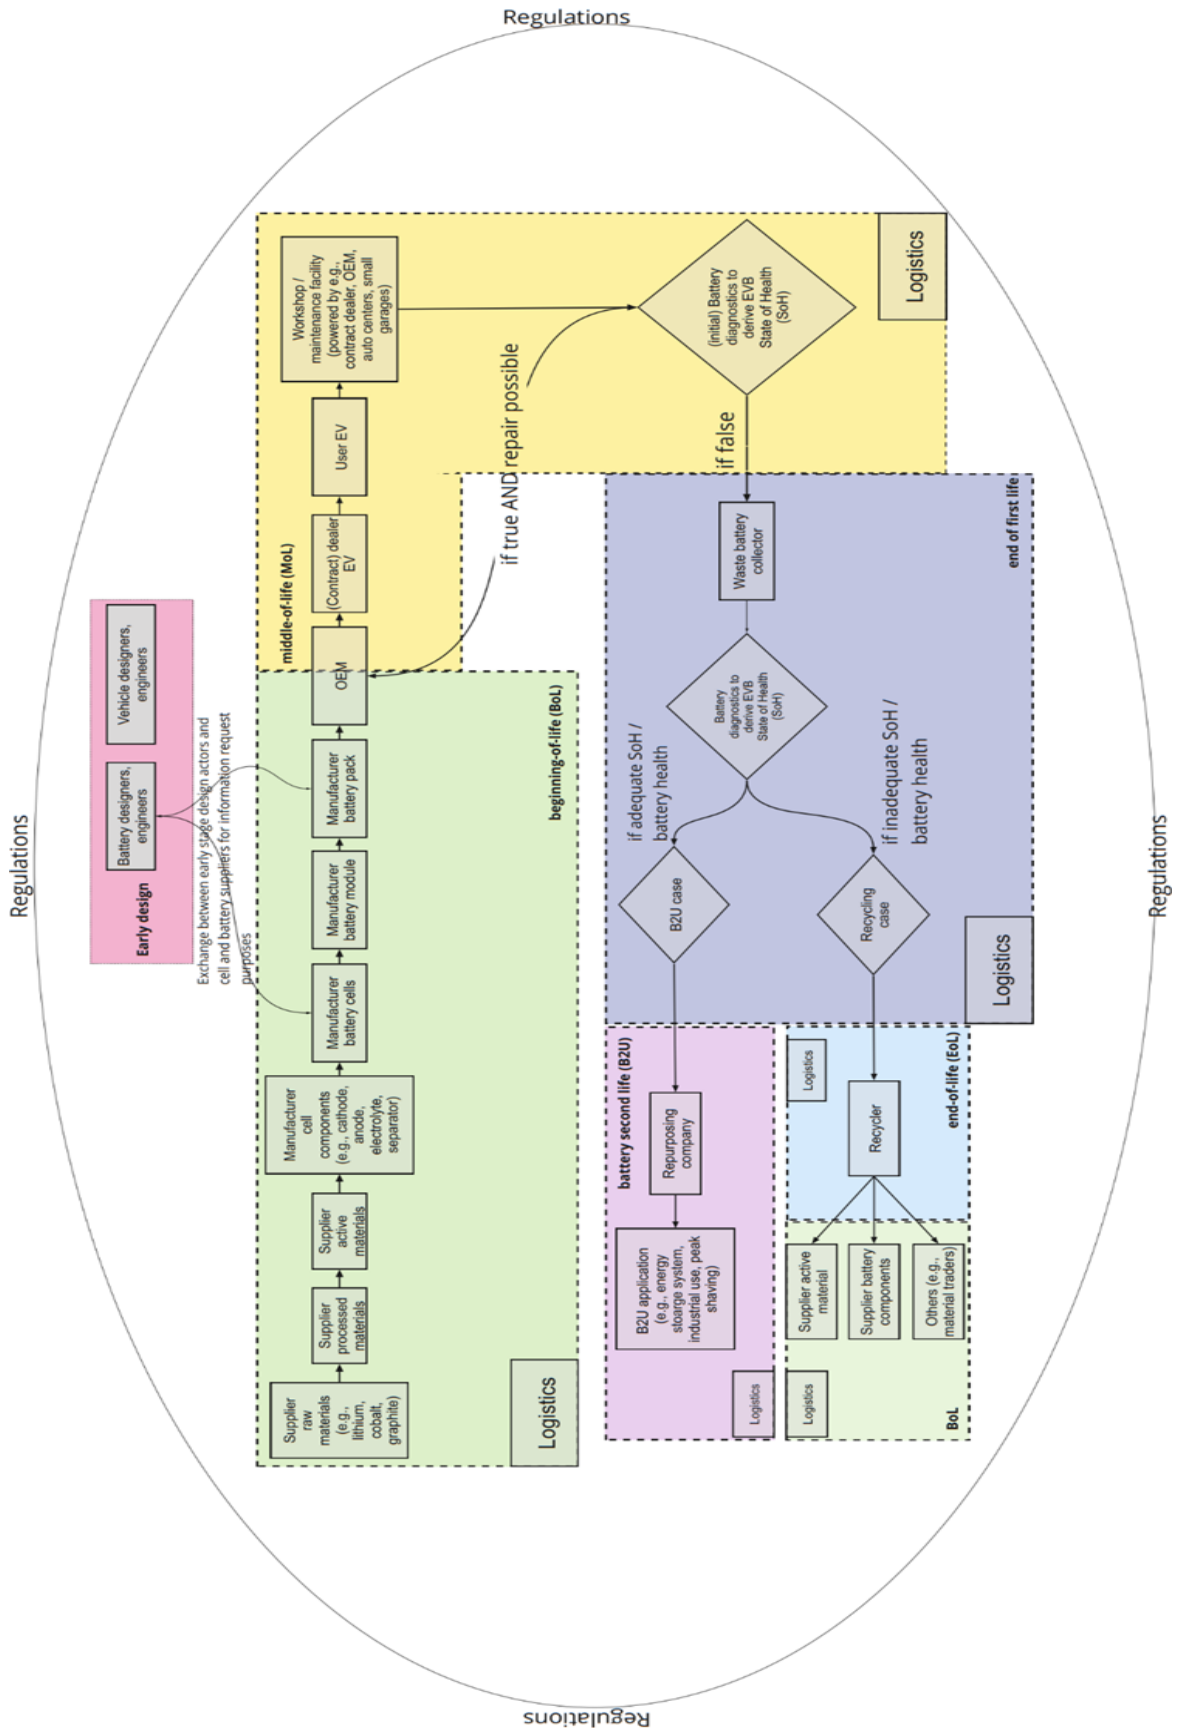 Regulations
Regulations
Regulations
Regulations
Early design
Battery designers,
engineers
Vehicle designers,
engineers
Exchange between early stage design actors and
cell and battery suppliers for information request
purposes
Supplier
raw
materials
(e.g.,
lithium,
cobalt,
graphite)
Supplier
processed
materials
Supplier
active
materials
Manufacturer
cell
components
(e.g., cathode,
anode,
electrolyte,
separator)
Manufacturer
battery cells
Manufacturer
battery module
Manufacturer
battery pack
OEM
Logistics
beginning-of-life (BoL)
middle-of-life (MoL)
(Contract) dealer
EV
User EV
Workshop /
maintenance facility
(powered by e.g.,
contract dealer, OEM,
auto centers, small
garages)
if true AND repair possible
(initial) Battery
diagnostics to
derive EVB
State of Health
(SoH)
Logistics
if false
Waste battery
collector
end of first life
Battery
diagnostics to
derive EVB
State of Health
(SoH)
if adequate SoH /
battery health
if inadequate SoH /
battery health
B2U case
Recycling
case
Logistics
battery second life (B2U)
Repurposing
company
B2U application
(e.g., energy
stoarge system,
industrial use, peak
shaving)
Logistics
Logistics
Recycler
end-of-life (EoL)
Supplier active
material
Supplier battery
components
Others (e.g.,
material traders)
Logistics
BoL